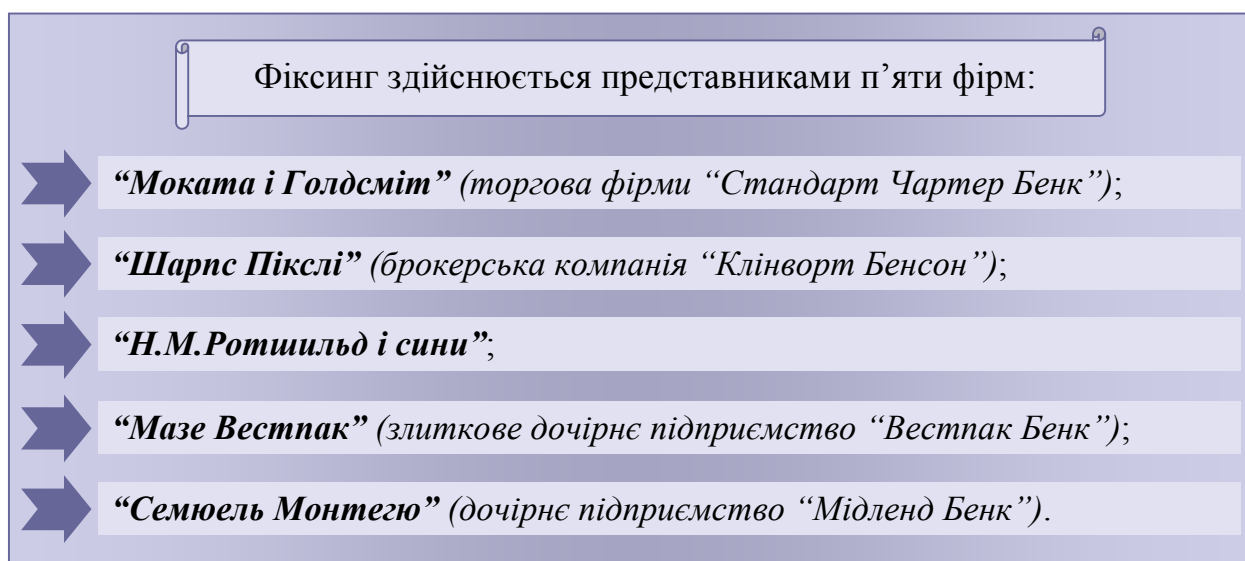 Фіксинг здійснюється представниками п’яти фірм:
“Моката і Голдсміт” (торгова фірми “Стандарт Чартер Бенк”);
“Шарпс Пікслі” (брокерська компанія “Клінворт Бенсон”);
“Н.М.Ротшильд і сини”;
“Мазе Вестпак” (злиткове дочірнє підприємство “Вестпак Бенк”);
“Семюель Монтегю” (дочірнє підприємство “Мідленд Бенк”).